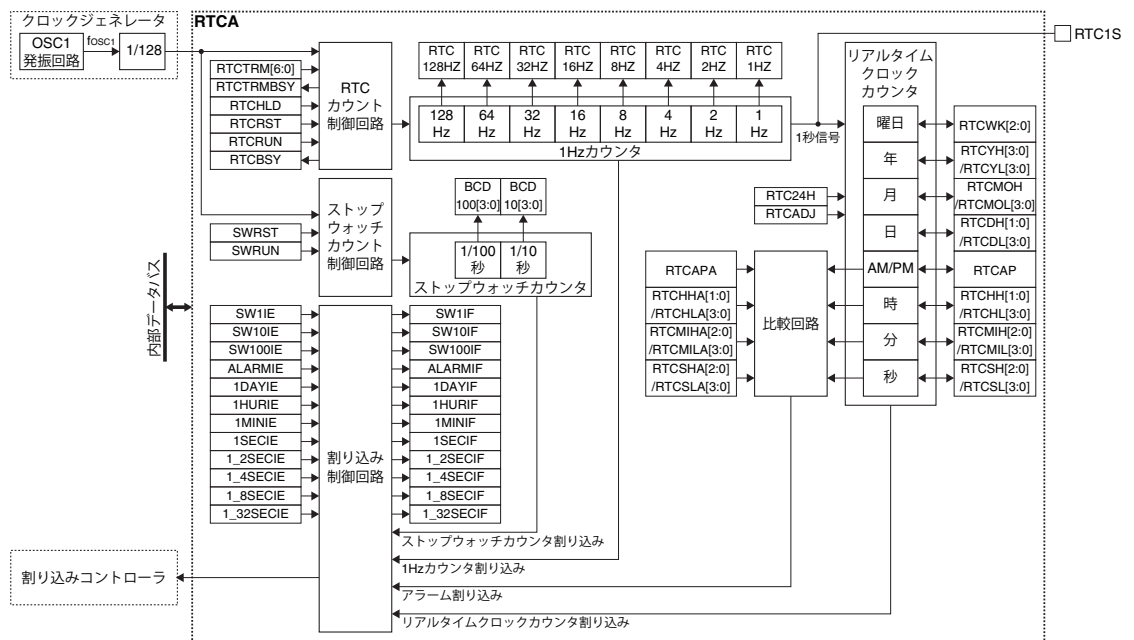 クロックジェネレータ
OSC1
発振回路
fOSC1
1/128
RTCA
RTC1S
RTCTRM[6:0]
RTCTRMBSY
RTCHLD
RTCRST
RTCRUN
RTCBSY
RTC
カウント
制御回路
RTC
128HZ
RTC
64HZ
RTC
32HZ
RTC
16HZ
RTC
8HZ
RTC
4HZ
RTC
2HZ
RTC
1HZ
128
Hz
64
Hz
32
Hz
16
Hz
8
Hz
4
Hz
2
Hz
1
Hz
1Hzカウンタ
1秒信号
リアルタイム
クロック
カウンタ
曜日
年
月
日
AM/PM
時
分
秒
RTCWK[2:0]
RTCYH[3:0]
/RTCYL[3:0]
RTCMOH
/RTCMOL[3:0]
RTCDH[1:0]
/RTCDL[3:0]
RTCAP
RTCHH[1:0]
/RTCHL[3:0]
RTCMIH[2:0]
/RTCMIL[3:0]
RTCSH[2:0]
/RTCSL[3:0]
RTC24H
RTCADJ
SWRST
SWRUN
ストップ
ウォッチ
カウント
制御回路
BCD
100[3:0]
BCD
10[3:0]
1/100
秒
1/10
秒
ストップウォッチカウンタ
RTCAPA
RTCHHA[1:0]
/RTCHLA[3:0]
RTCMIHA[2:0]
/RTCMILA[3:0]
RTCSHA[2:0]
/RTCSLA[3:0]
比較回路
内部データバス
SW1IE
SW10IE
SW100IE
ALARMIE
1DAYIE
1HURIE
1MINIE
1SECIE
1_2SECIE
1_4SECIE
1_8SECIE
1_32SECIE
割り込み
制御回路
SW1IF
SW10IF
SW100IF
ALARMIF
1DAYIF
1HURIF
1MINIF
1SECIF
1_2SECIF
1_4SECIF
1_8SECIF
1_32SECIF
ストップウォッチカウンタ割り込み
1Hzカウンタ割り込み
アラーム割り込み
リアルタイムクロックカウンタ割り込み
割り込みコントローラ